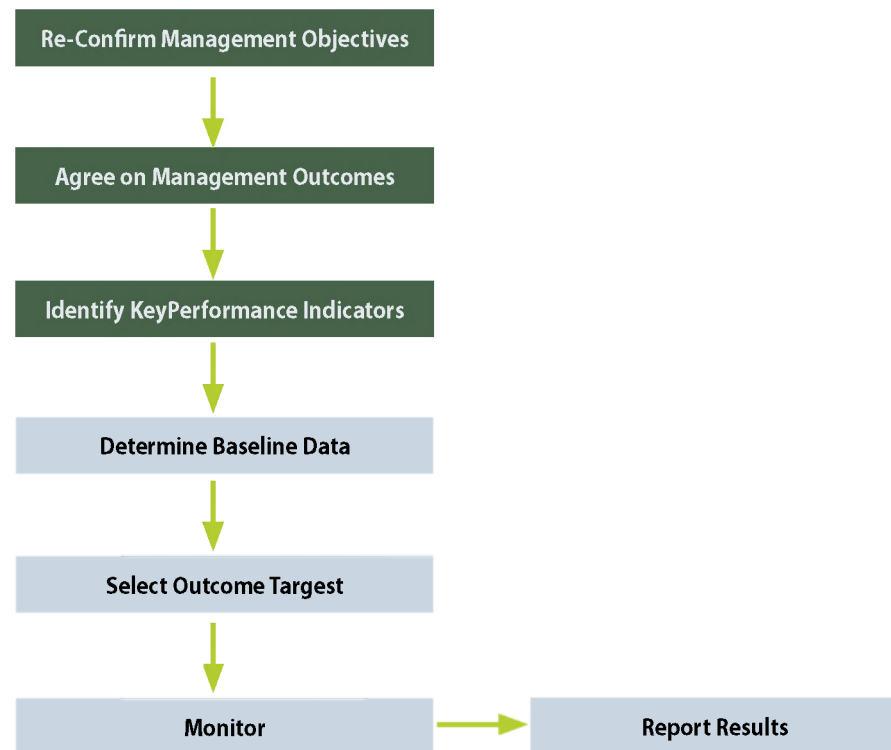 Re-Confirm Management Objectives
Agree on Management Outcomes
Identify KeyPerformance Indicators
Determine Baseline Data
Select Outcome Targest
Monitor
Report Results